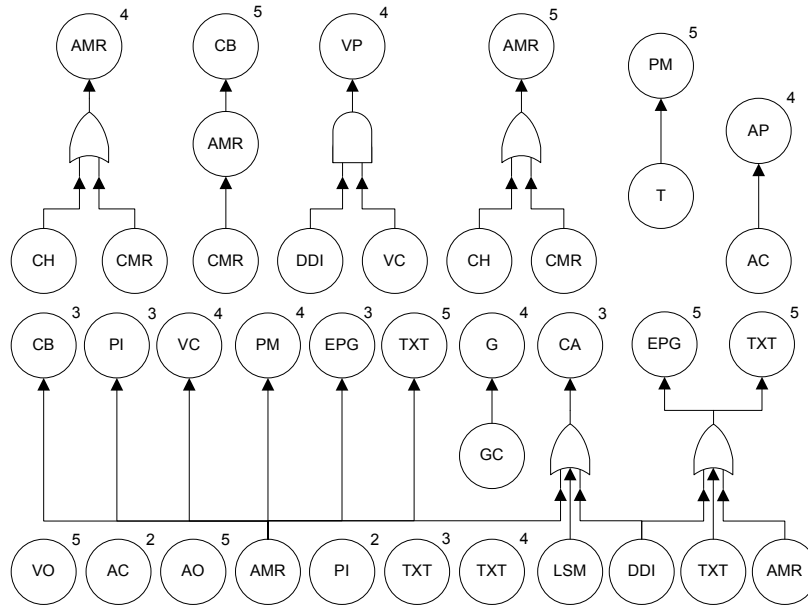 AMR 4 CB 5 VP 4 AMR 5 PM 5
AP 4
AMR
T
CH CMR CMR DDI VC CH CMR AC
CB 3 PI 3 VC 4 PM 4 EPG 3 TXT 5 G 4 CA 3 EPG 5 TXT 5
GC
VO 5 AC 2 AO 5 AMR PI 2 TXT 3 TXT 4 LSM DDI TXT AMR